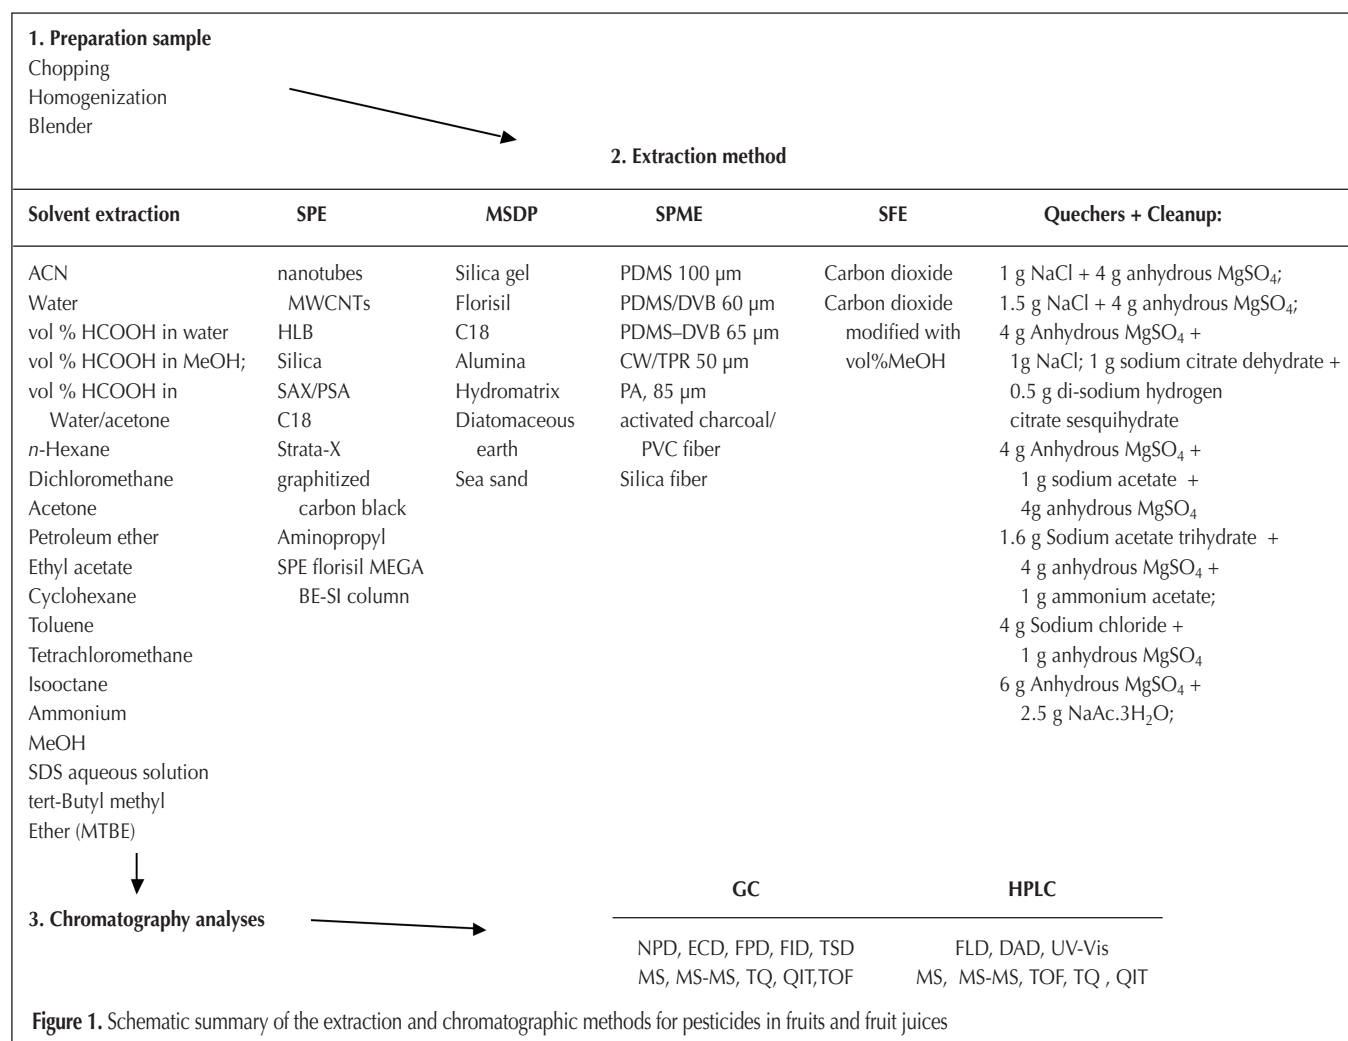 1. Preparation sample
Chopping
Homogenization
Blender
2. Extraction method
Solvent extraction
ACN
Water
vol % HCOOH in water
vol % HCOOH in MeOH;
vol % HCOOH in
Water/acetone
n-Hexane
Dichloromethane
Acetone
Petroleum ether
Ethyl acetate
Cyclohexane
Toluene
Tetrachloromethane
Isooctane
Ammonium
MeOH
SDS aqueous solution
tert-Butyl methyl
Ether (MTBE)
SPE
nanotubes
MWCNTs
HLB
Silica
SAX/PSA
C18
Strata-X
graphitized
carbon black
Aminopropyl
SPE florisil MEGA
BE-SI column
MSDP
Silica gel
Florisil
C18
Alumina
Hydromatrix
Diatomaceous
earth
Sea sand
SPME
PDMS 100 µm
PDMS/DVB 60 µm
PDMS–DVB 65 µm
CW/TPR 50 µm
PA, 85 µm
activated charcoal/
PVC fiber
Silica fiber
SFE
Carbon dioxide
Carbon dioxide
modified with
vol%MeOH
Quechers + Cleanup:
1 g NaCl + 4 g anhydrous MgSO₄;
1.5 g NaCl + 4 g anhydrous MgSO₄;
4 g Anhydrous MgSO₄ +
1g NaCl; 1 g sodium citrate dehydrate +
0.5 g di-sodium hydrogen
citrate sesquihydrate
4 g Anhydrous MgSO₄ +
1 g sodium acetate +
4g anhydrous MgSO₄
1.6 g Sodium acetate trihydrate +
4 g anhydrous MgSO₄ +
1 g ammonium acetate;
4 g Sodium chloride +
1 g anhydrous MgSO₄
6 g Anhydrous MgSO₄ +
2.5 g NaAc.3H₂O;
3. Chromatography analyses
GC
NPD, ECD, FPD, FID, TSD
MS, MS-MS, TQ, QIT,TOF
HPLC
FLD, DAD, UV-Vis
MS, MS-MS, TOF, TQ , QIT
Figure 1. Schematic summary of the extraction and chromatographic methods for pesticides in fruits and fruit juices